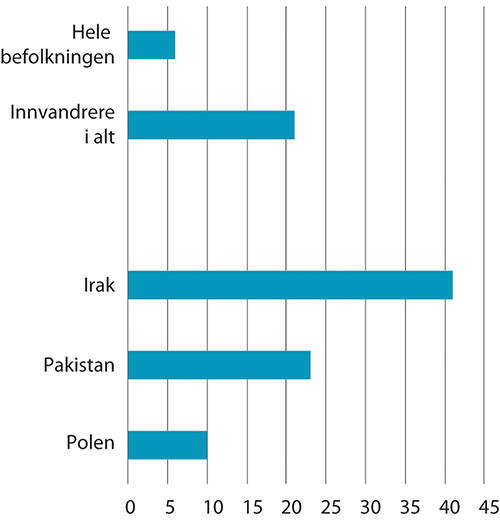 Hele
befolkningen
Innvandrere
i alt
Irak
Pakistan
Polen
0 5 10 15 20 25 30 35 40 45